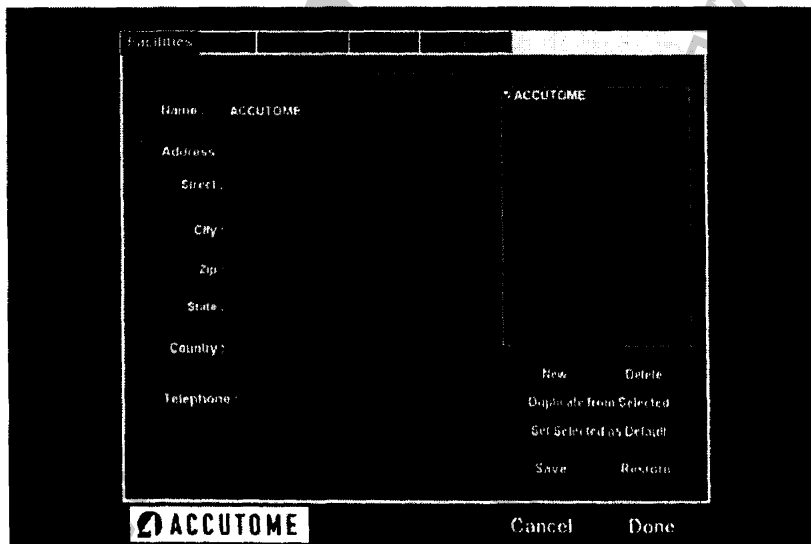 Facilities
* ACCUTOME
Name : ACCUTOME
Address
Street :
City :
Zip :
State :
Country :
Telephone :
New Delete
Duplicate from Selected
Set Selected as Default
Save Restore
ACCUTOME Cancel Done